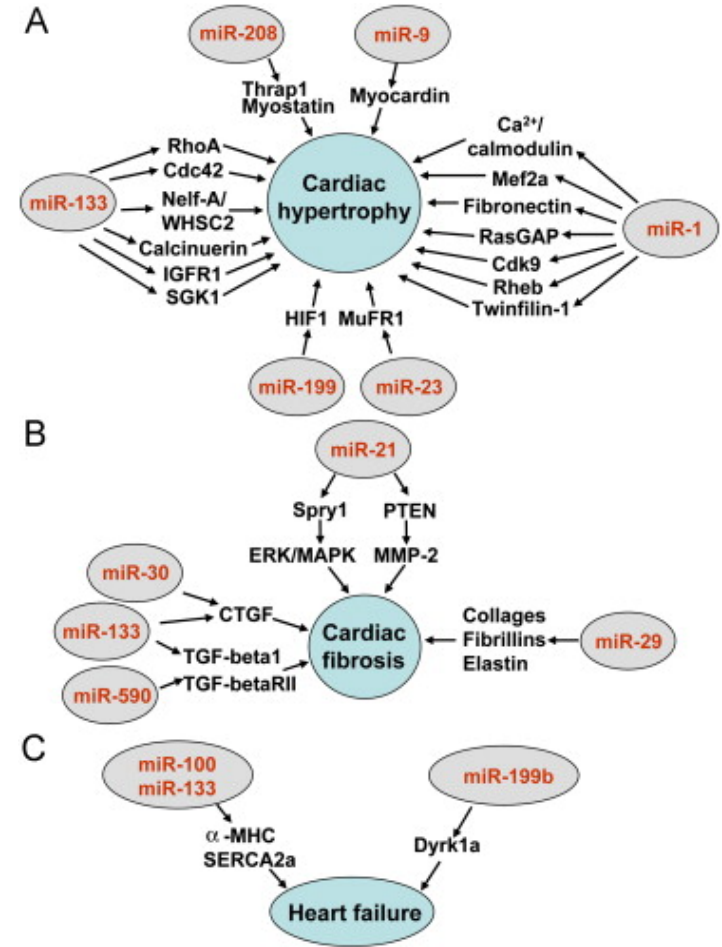 A
miR-208
miR-9
Thrap1
Myostatin
Myocardin
RhoA
Cdc42
miR-133
Nelf-A/
WHSC2
Calcinuerin
IGFR1
SGK1
Cardiac
hypertrophy
Ca²⁺/
calmodulin
Mef2a
Fibronectin
RasGAP
Cdk9
Rheb
Twinfilin-1
miR-1
HIF1
MuFR1
miR-199
miR-23
B
miR-21
Spry1
PTEN
ERK/MAPK
MMP-2
miR-30
miR-133
miR-590
CTGF
TGF-beta1
TGF-betaRII
Cardiac
fibrosis
Collages
Fibrillins
Elastin
miR-29
C
miR-100
miR-133
miR-199b
α-MHC
SERCA2a
Dyrk1a
Heart failure